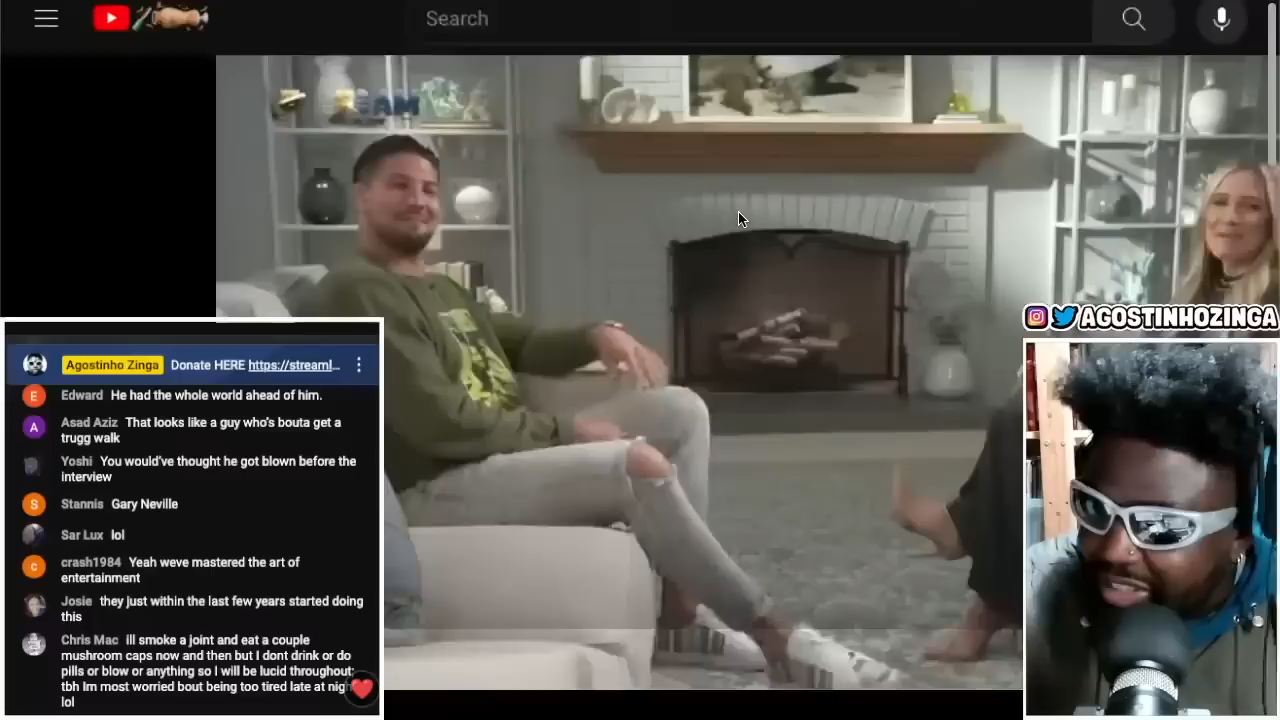 Search
AGOSTINHOZINGA
Agostinho Zinga Donate HERE https://streaml...
Edward He had the whole world ahead of him.
Asad Aziz That looks like a guy who's bouta get a
trugg walk
Yoshi You would've thought he got blown before the
interview
Stannis Gary Neville
Sar Lux lol
crash1984 Yeah weve mastered the art of
entertainment
Josie they just within the last few years started doing
this
Chris Mac ill smoke a joint and eat a couple
mushroom caps now and then but I dont drink or do
pills or blow or anything so I will be lucid throughout;
tbh Im most worried bout being too tired late at nig
lol